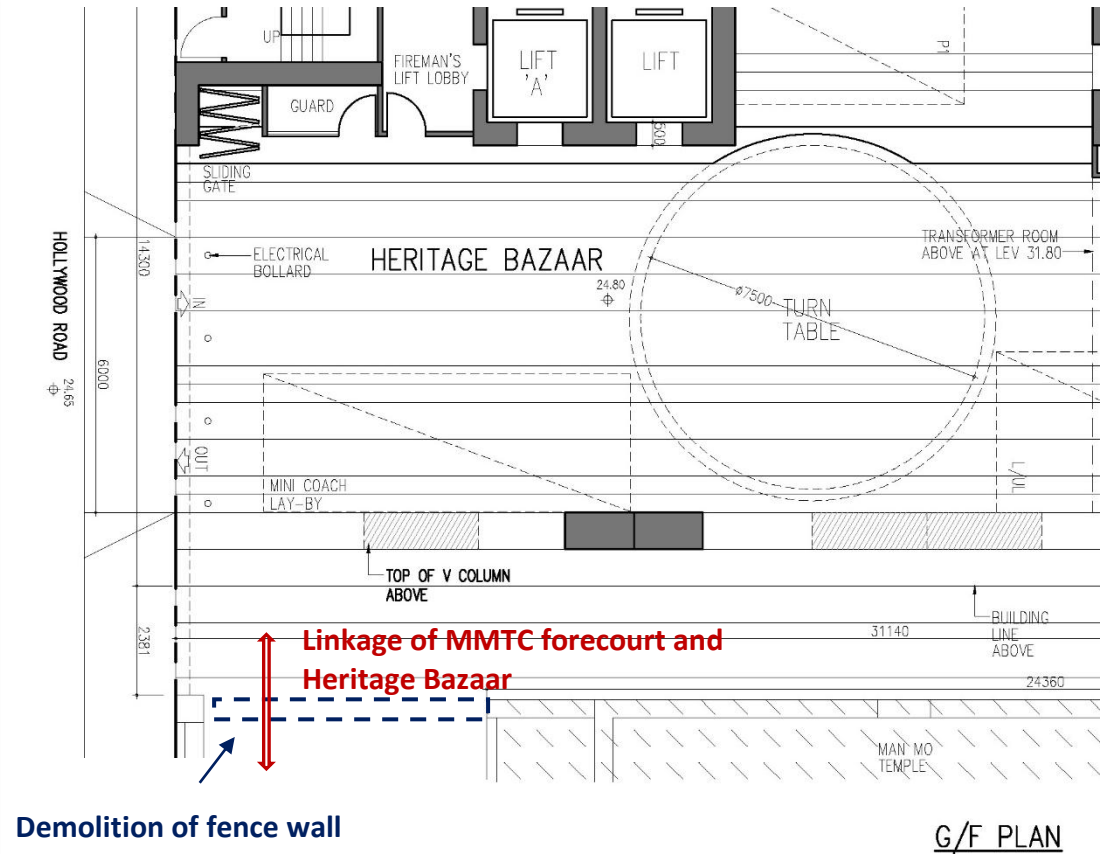 UP
FIREMAN'S
LIFT LOBBY
LIFT
'A'
LIFT
P1
GUARD
500
SLIDING
GATE
HOLLYWOOD ROAD
24.65
14300
6000
2381
ELECTRICAL
BOLLARD
HERITAGE BAZAAR
24.80
TRANSFORMER ROOM
ABOVE AT LEV 31.80
ø7500
TURN
TABLE
IN
OUT
MINI COACH
LAY-BY
L/UL
TOP OF V COLUMN
ABOVE
BUILDING
LINE
ABOVE
Linkage of MMTC forecourt and
Heritage Bazaar
31140
24360
MAN MO
TEMPLE
Demolition of fence wall
G/F PLAN